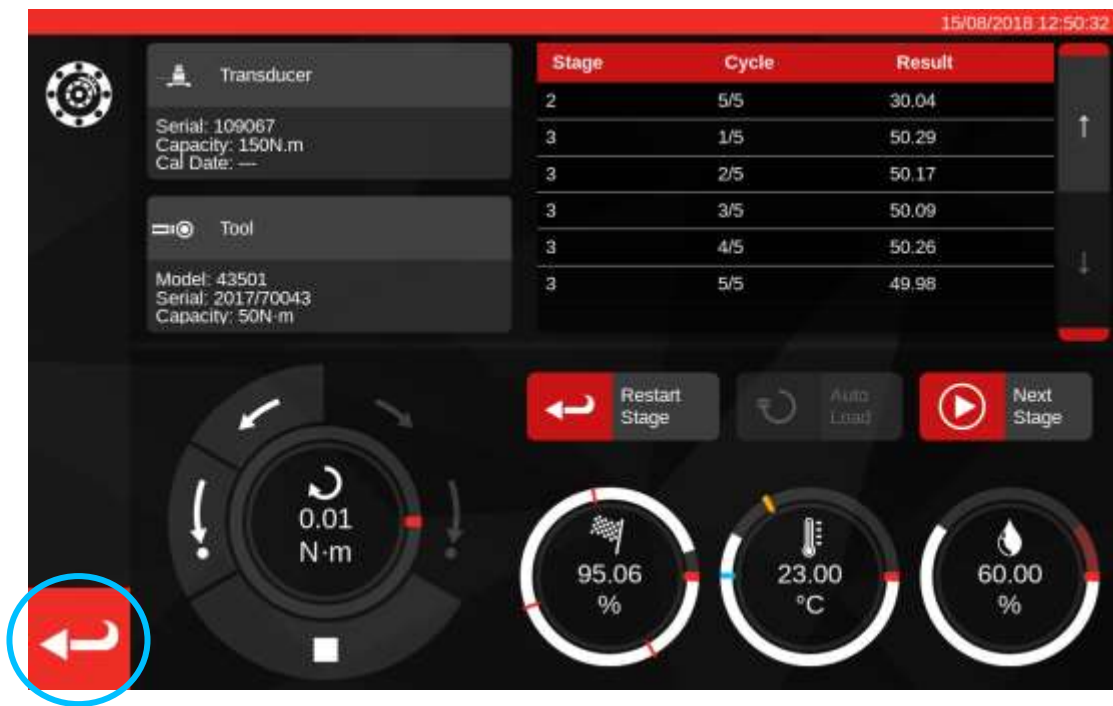 15/08/2018 12:50:32
Transducer
Serial: 109067
Capacity: 150N.m
Cal Date: ---
Tool
Model: 43501
Serial: 2017/70043
Capacity: 50N·m
Stage Cycle Result
2 5/5 30.04
3 1/5 50.29
3 2/5 50.17
3 3/5 50.09
3 4/5 50.26
3 5/5 49.98
Restart
Stage
Auto
Load
Next
Stage
0.01
N·m
95.06
%
23.00
°C
60.00
%